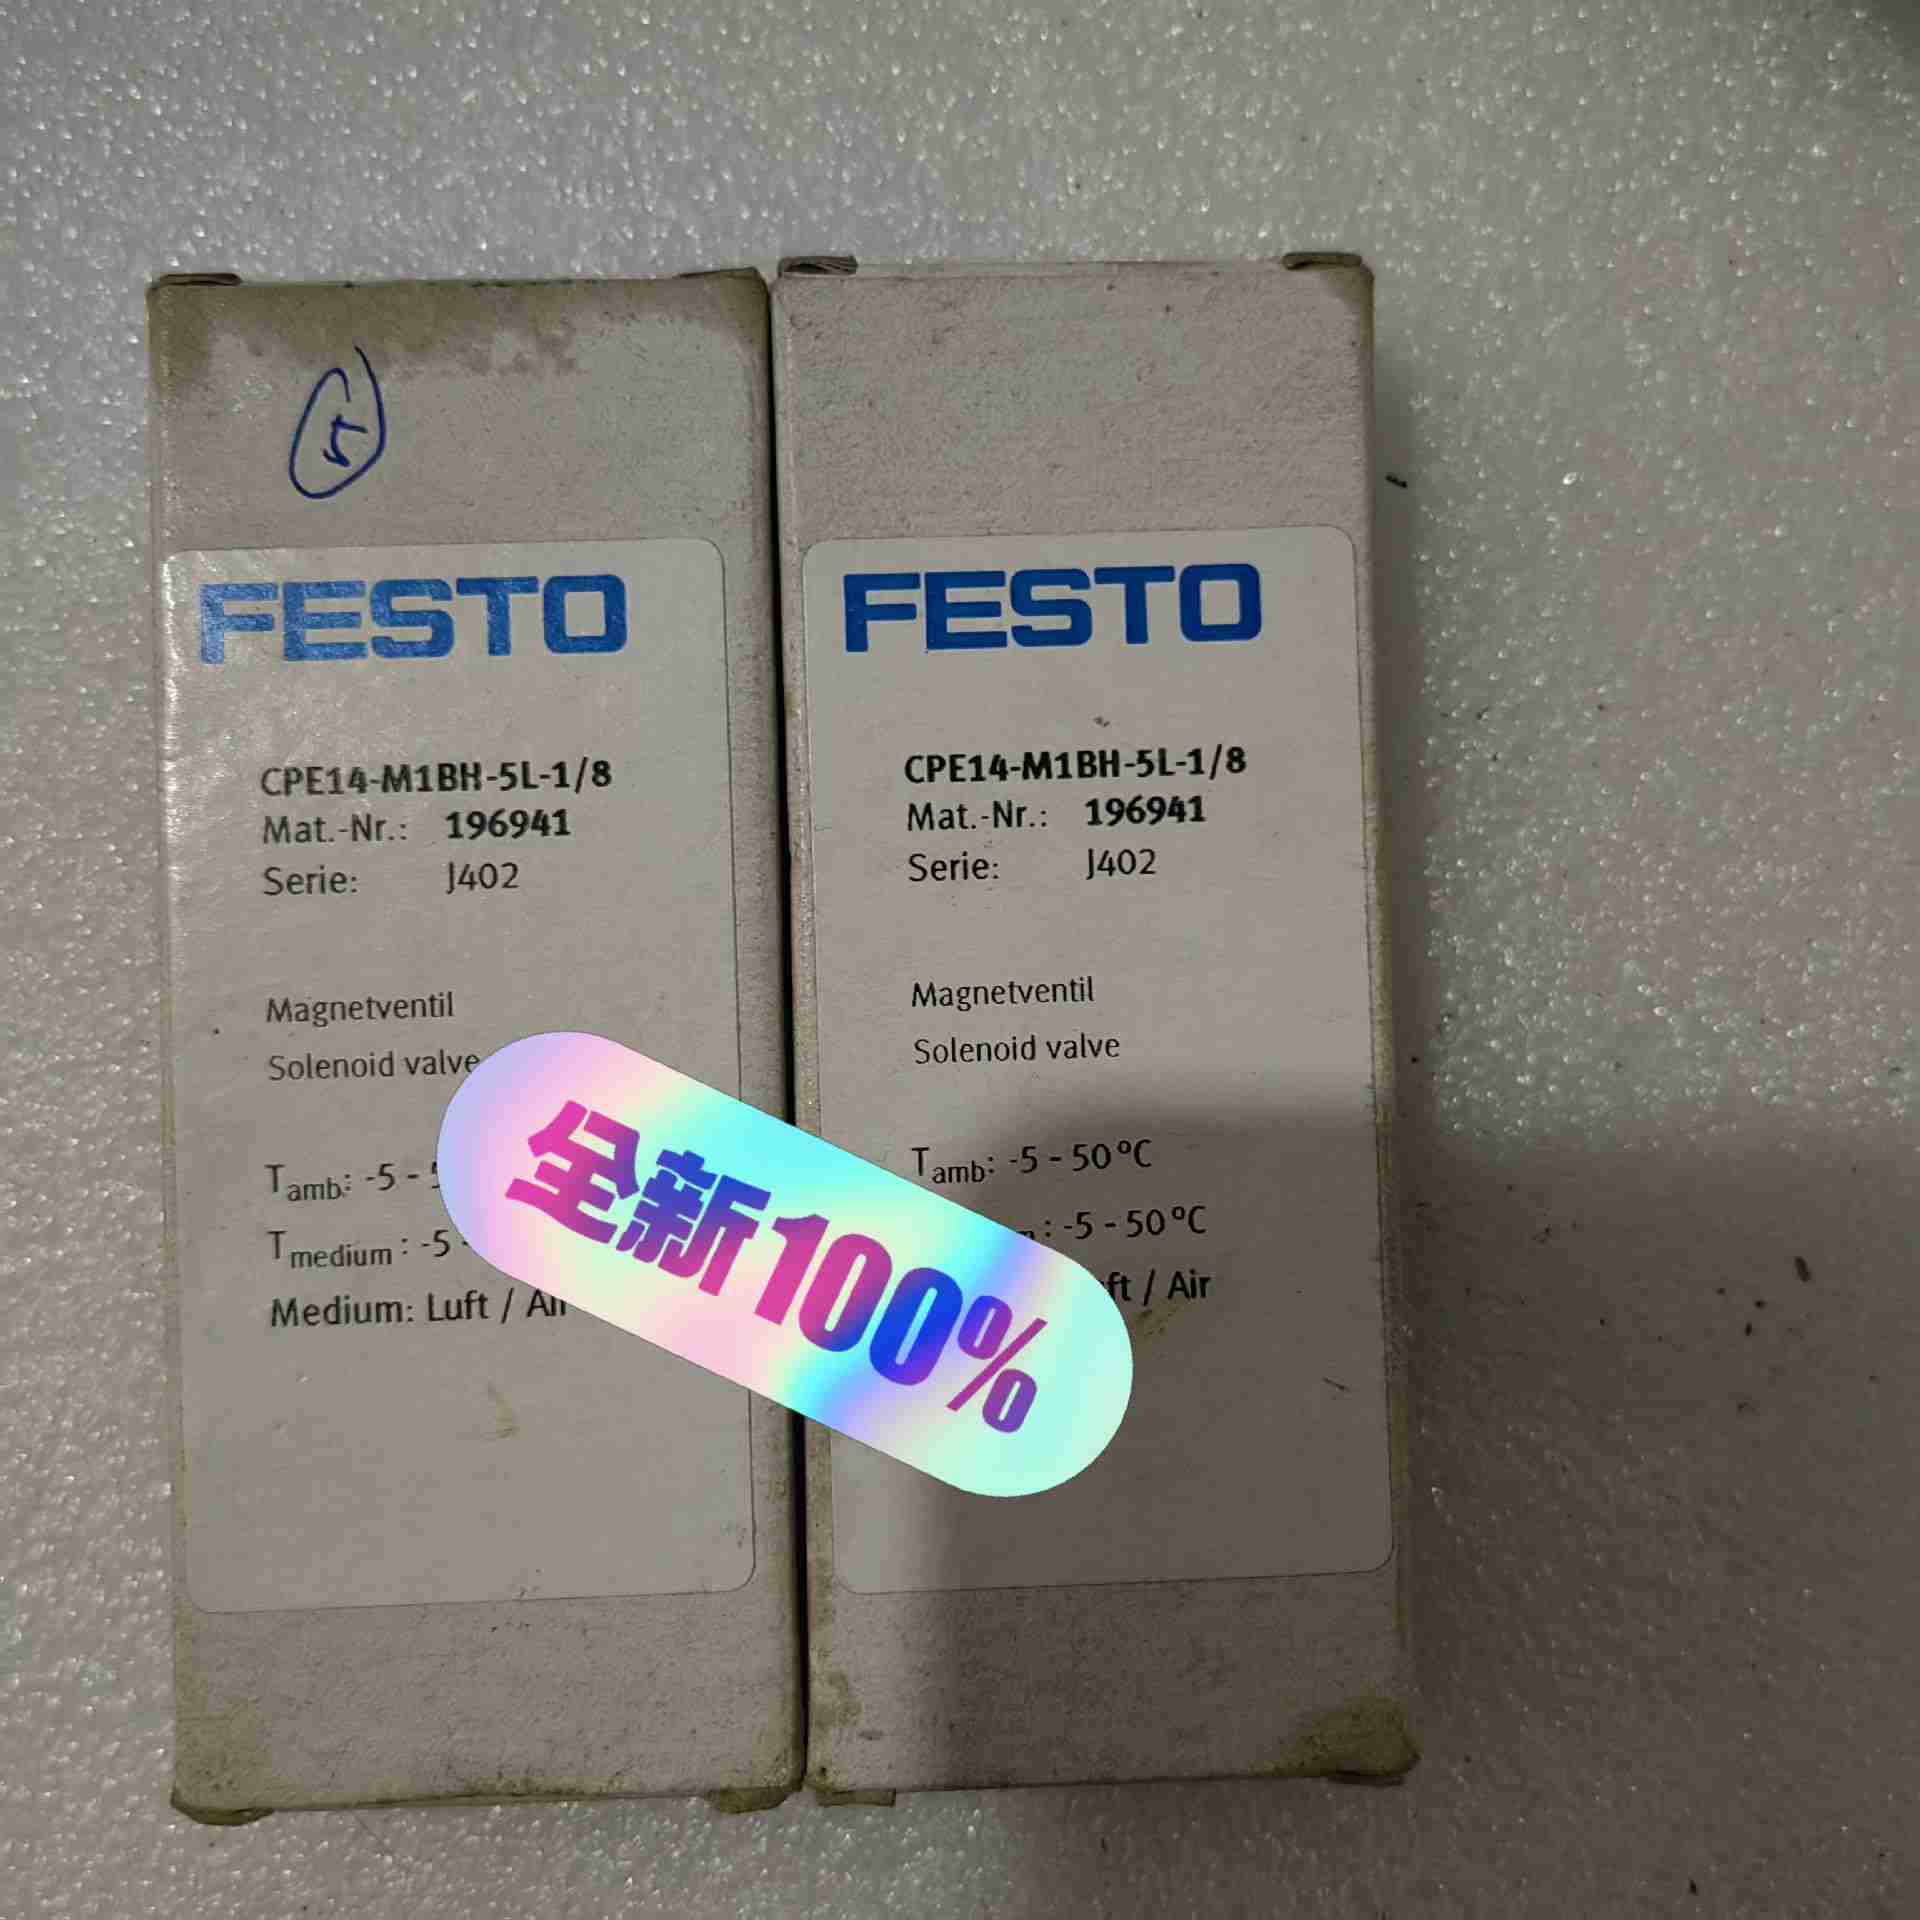 5
FESTO
CPE14-M1BH-5L-1/8
Mat.-Nr.: 196941
Serie: J402
Magnetventil
Solenoid valve
Tamb: -5 -
Tmedium : -5
Medium: Luft / Air
FESTO
CPE14-M1BH-5L-1/8
Mat.-Nr.: 196941
Serie: J402
Magnetventil
Solenoid valve
Tamb: -5 - 50°C
: -5 - 50°C
/ Air
全新100%